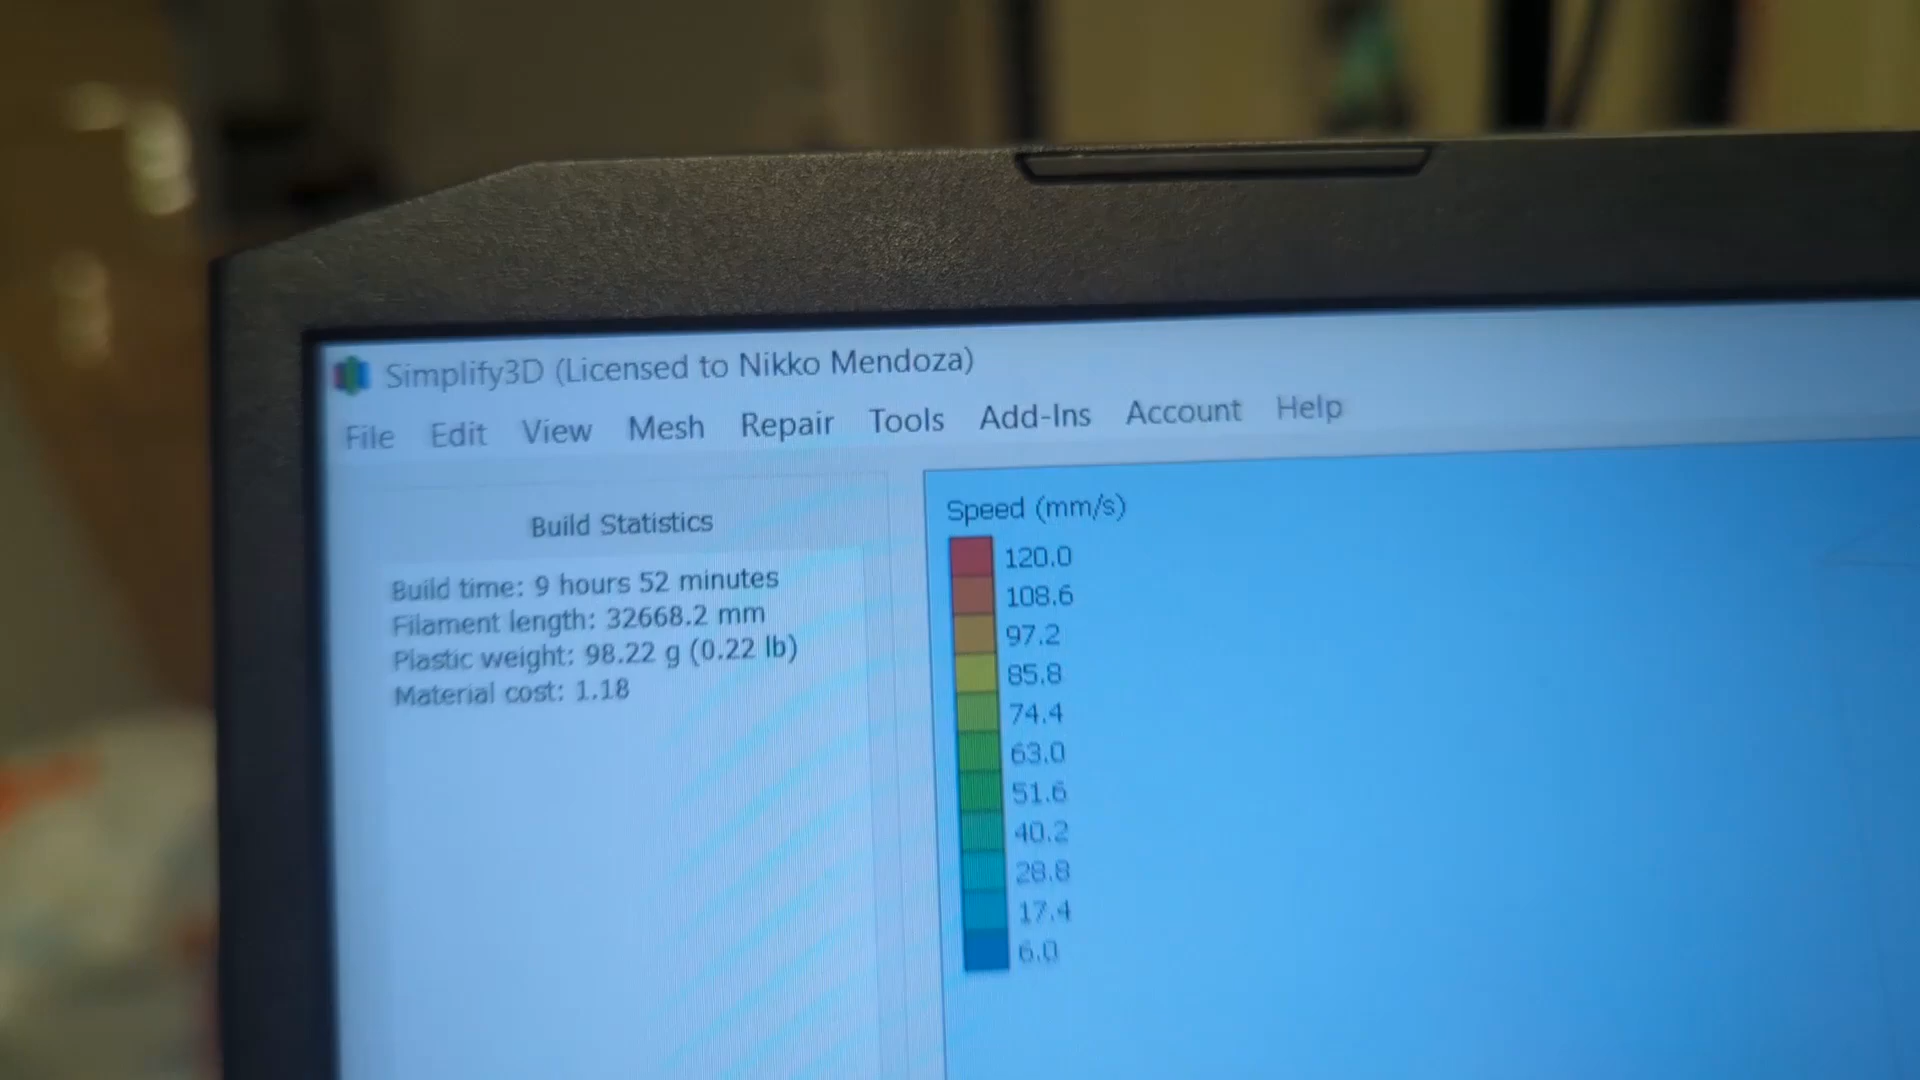 Simplify3D (Licensed to Nikko Mendoza)
File Edit View Mesh Repair Tools Add-Ins Account Help
Build Statistics
Build time: 9 hours 52 minutes
Filament length: 32668.2 mm
Plastic weight: 98.22 g (0.22 lb)
Material cost: 1.18
Speed (mm/s)
120.0
108.6
97.2
85.8
74.4
63.0
51.6
40.2
28.8
17.4
6.0